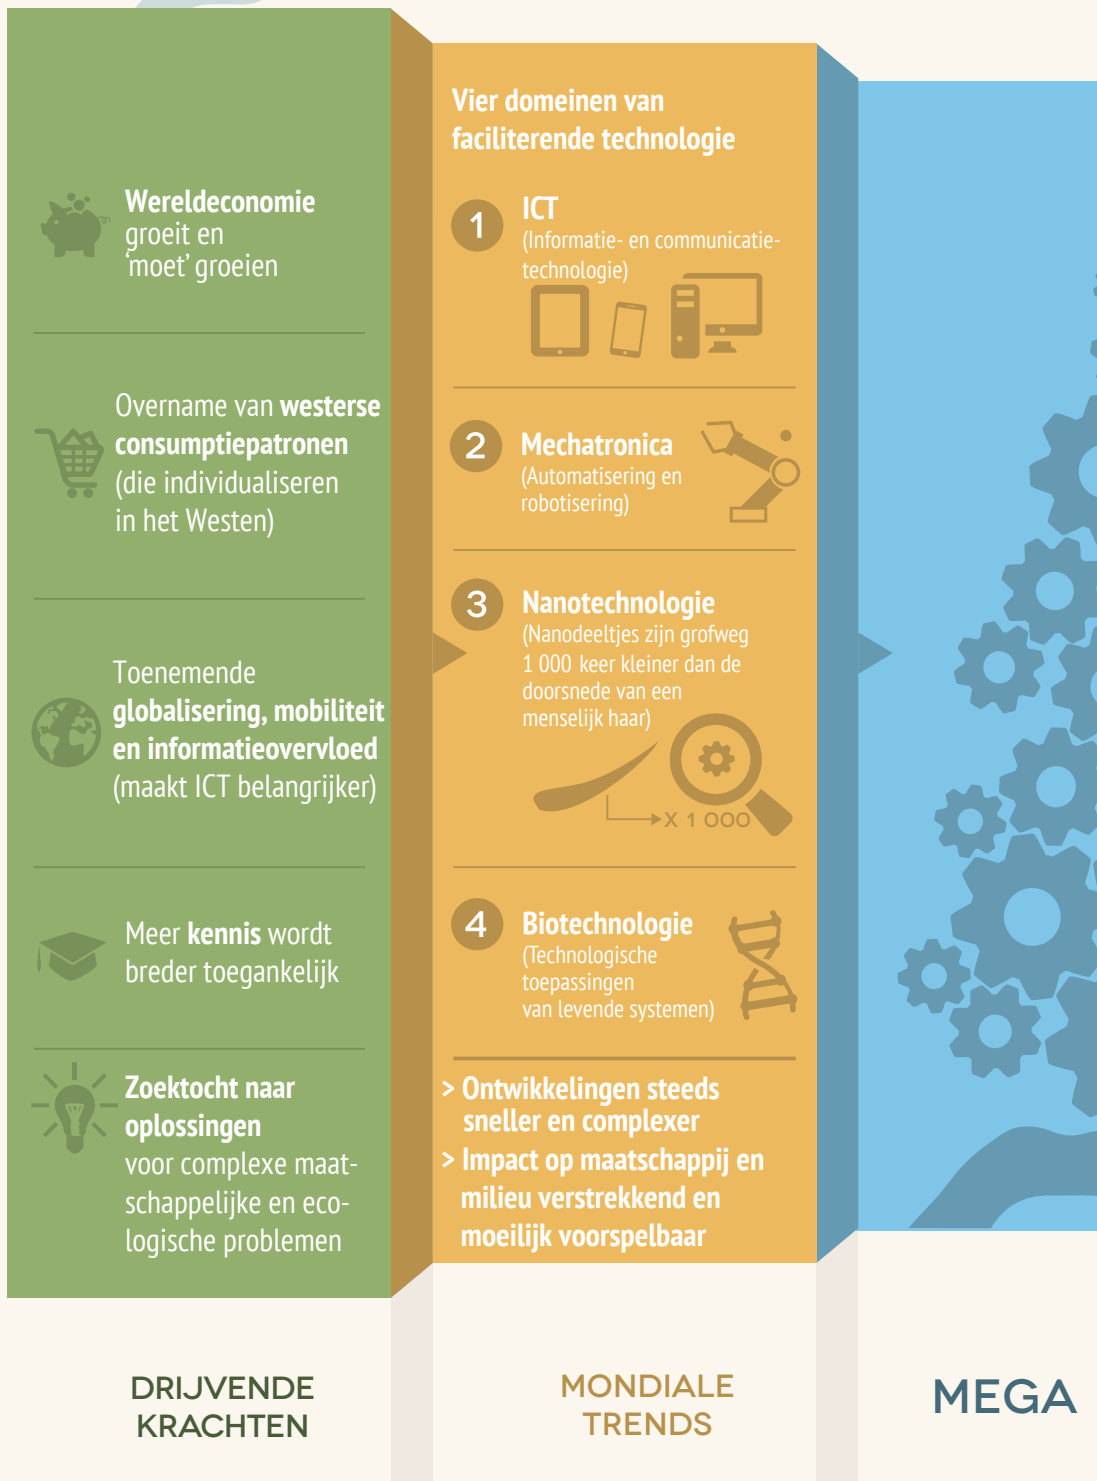 Wereldeconomie
groeit en
'moet' groeien
Overname van westerse
consumptiepatronen
(die individualiseren
in het Westen)
Toenemende
globalisering, mobiliteit
en informatieovervloed
(maakt ICT belangrijker)
Meer kennis wordt
breder toegankelijk
Zoektocht naar
oplossingen
voor complexe maat-
schappelijke en eco-
logische problemen
DRIJVENDE
KRACHTEN
Vier domeinen van
faciliterende technologie
1 ICT
(Informatie- en communicatie-
technologie)
2 Mechatronica
(Automatisering en
robotisering)
3 Nanotechnologie
(Nanodeeltjes zijn grofweg
1 000 keer kleiner dan de
doorsnede van een
menselijk haar)
X 1 000
4 Biotechnologie
(Technologische
toepassingen
van levende systemen)
> Ontwikkelingen steeds
sneller en complexer
> Impact op maatschappij en
milieu verstrekkend en
moeilijk voorspelbaar
MONDIALE
TRENDS
MEGA